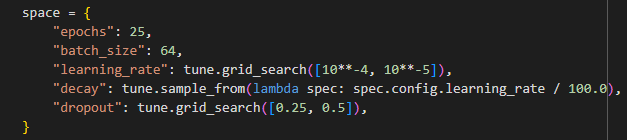 space = {
    "epochs": 25,
    "batch_size": 64,
    "learning_rate": tune.grid_search([10**-4, 10**-5]),
    "decay": tune.sample_from(lambda spec: spec.config.learning_rate / 100.0),
    "dropout": tune.grid_search([0.25, 0.5]),
}